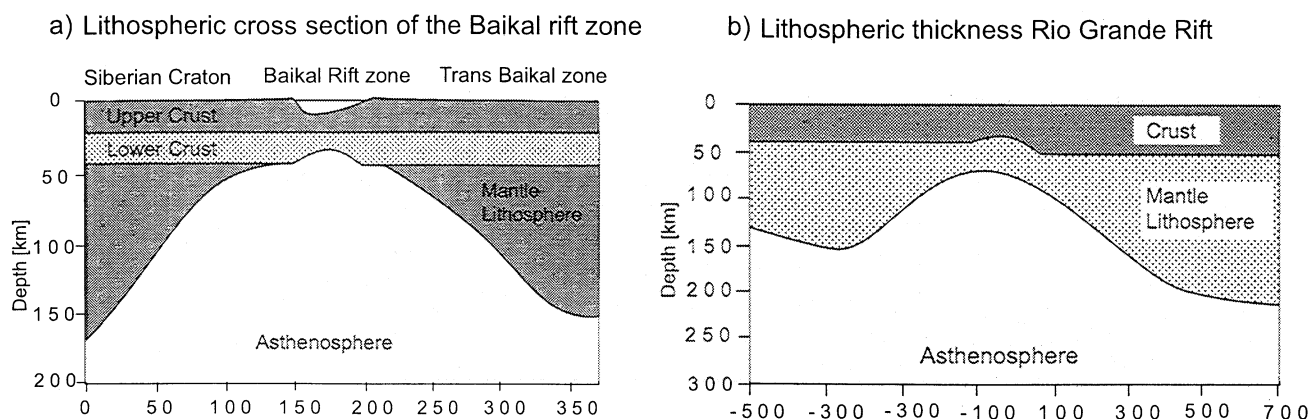 a) Lithospheric cross section of the Baikal rift zone
Siberian Craton Baikal Rift zone Trans Baikal zone
0
Upper Crust
Lower Crust
50
Mantle
Lithosphere
100
150
Asthenosphere
200
Depth [km]
0 50 100 150 200 250 300 350
b) Lithospheric thickness Rio Grande Rift
0
Crust
50
100
Mantle
Lithosphere
150
200
250
Asthenosphere
300
Depth [km]
-500 -300 -300 -100 100 300 500 700